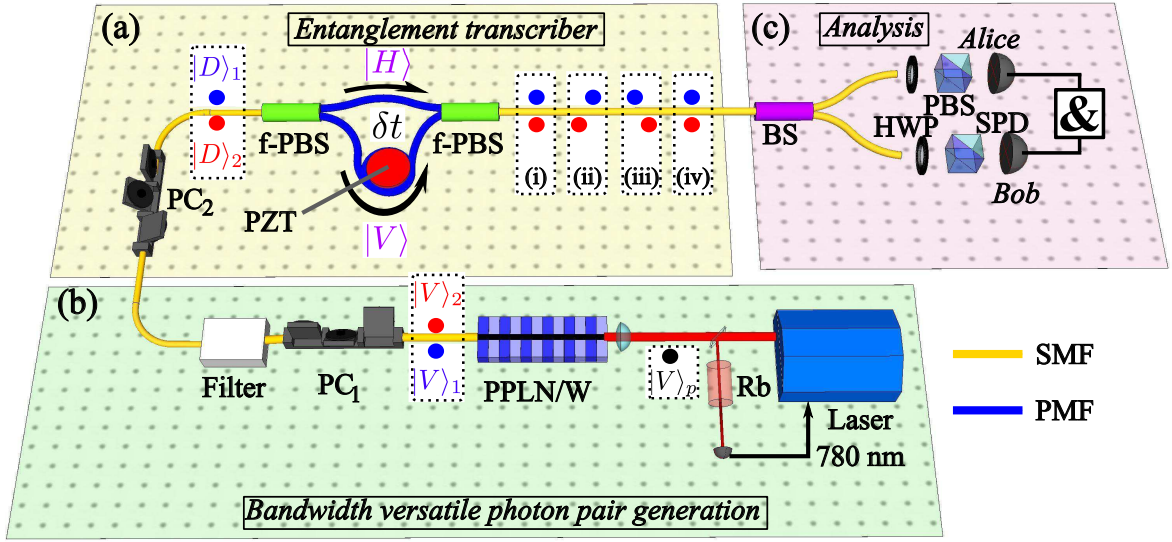 (a)
Entanglement transcriber
|D⟩₁
|D⟩₂
f-PBS
|H⟩
δt
f-PBS
|V⟩
PZT
PC₂
(i) (ii) (iii) (iv)
(c)
Analysis
Alice
PBS
BS
HWP
SPD
&
Bob
(b)
|V⟩₂
|V⟩₁
Filter
PC₁
PPLN/W
|V⟩ₚ
Rb
Laser
780 nm
Bandwidth versatile photon pair generation
SMF
PMF